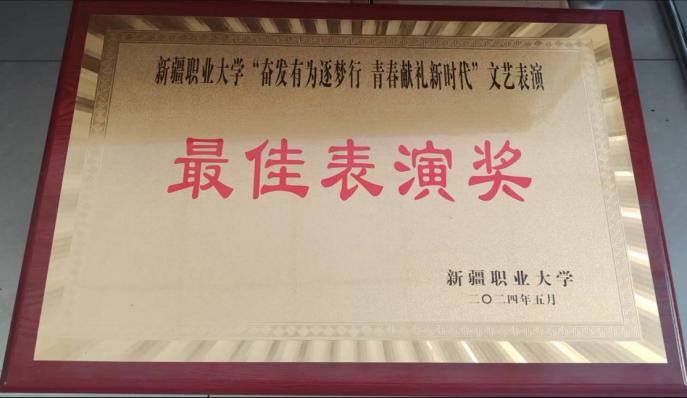 新疆职业大学“奋发有为逐梦行 青春献礼新时代”文艺表演
最佳表演奖
新疆职业大学
二〇二四年五月